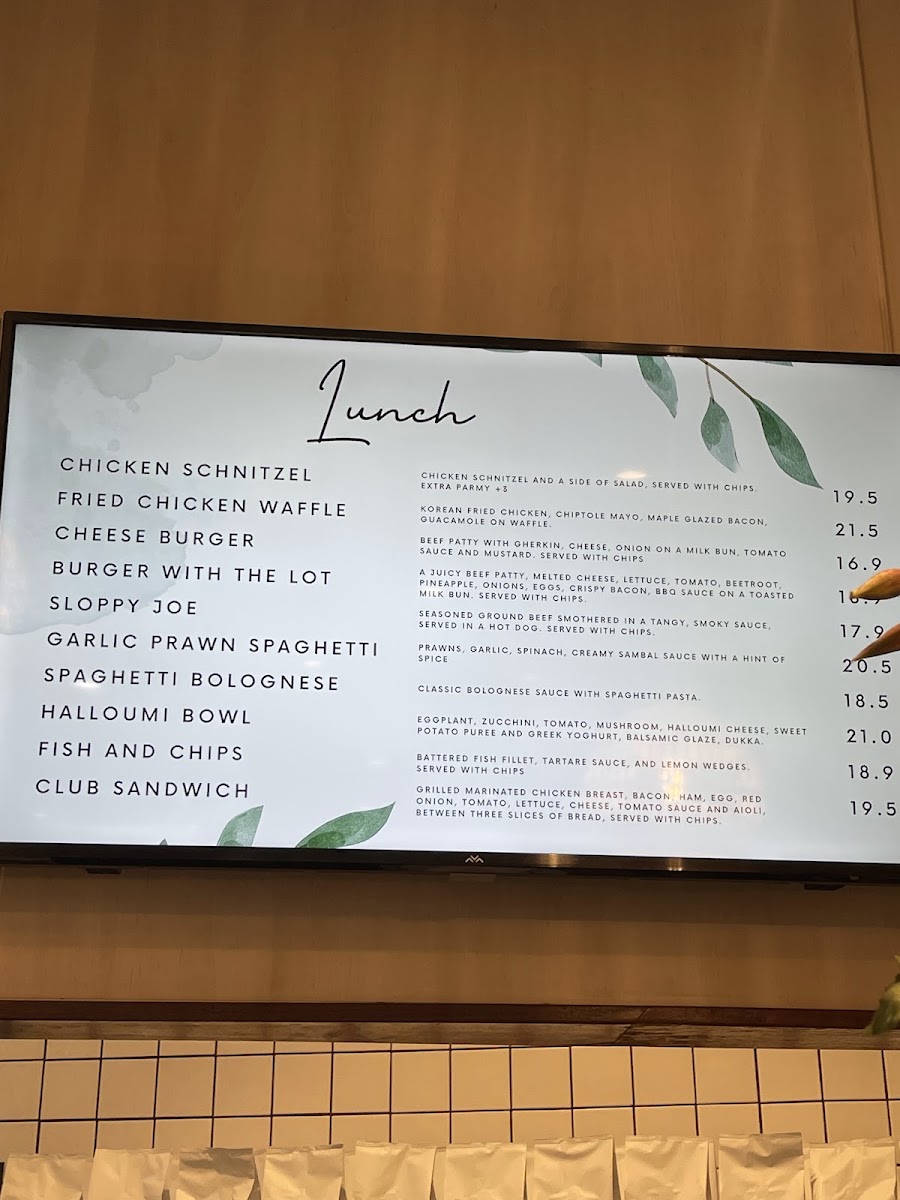 Lunch
CHICKEN SCHNITZEL
CHICKEN SCHNITZEL AND A SIDE OF SALAD, SERVED WITH CHIPS.
EXTRA PARMY +3
19.5
FRIED CHICKEN WAFFLE
KOREAN FRIED CHICKEN, CHIPTOLE MAYO, MAPLE GLAZED BACON,
GUACAMOLE ON WAFFLE.
21.5
CHEESE BURGER
BEEF PATTY WITH GHERKIN, CHEESE, ONION ON A MILK BUN, TOMATO
SAUCE AND MUSTARD. SERVED WITH CHIPS
16.9
BURGER WITH THE LOT
A JUICY BEEF PATTY, MELTED CHEESE, LETTUCE, TOMATO, BEETROOT,
PINEAPPLE, ONIONS, EGGS, CRISPY BACON, BBQ SAUCE ON A TOASTED
MILK BUN. SERVED WITH CHIPS.
SLOPPY JOE
SEASONED GROUND BEEF SMOTHERED IN A TANGY, SMOKY SAUCE,
SERVED IN A HOT DOG. SERVED WITH CHIPS.
17.9
GARLIC PRAWN SPAGHETTI
PRAWNS, GARLIC, SPINACH, CREAMY SAMBAL SAUCE WITH A HINT OF
SPICE
20.5
SPAGHETTI BOLOGNESE
CLASSIC BOLOGNESE SAUCE WITH SPAGHETTI PASTA.
18.5
HALLOUMI BOWL
EGGPLANT, ZUCCHINI, TOMATO, MUSHROOM, HALLOUMI CHEESE, SWEET
POTATO PUREE AND GREEK YOGHURT, BALSAMIC GLAZE, DUKKA.
21.0
FISH AND CHIPS
BATTERED FISH FILLET, TARTARE SAUCE, AND LEMON WEDGES.
SERVED WITH CHIPS
18.9
CLUB SANDWICH
GRILLED MARINATED CHICKEN BREAST, BACON, HAM, EGG, RED
ONION, TOMATO, LETTUCE, CHEESE, TOMATO SAUCE AND AIOLI,
BETWEEN THREE SLICES OF BREAD, SERVED WITH CHIPS.
19.5